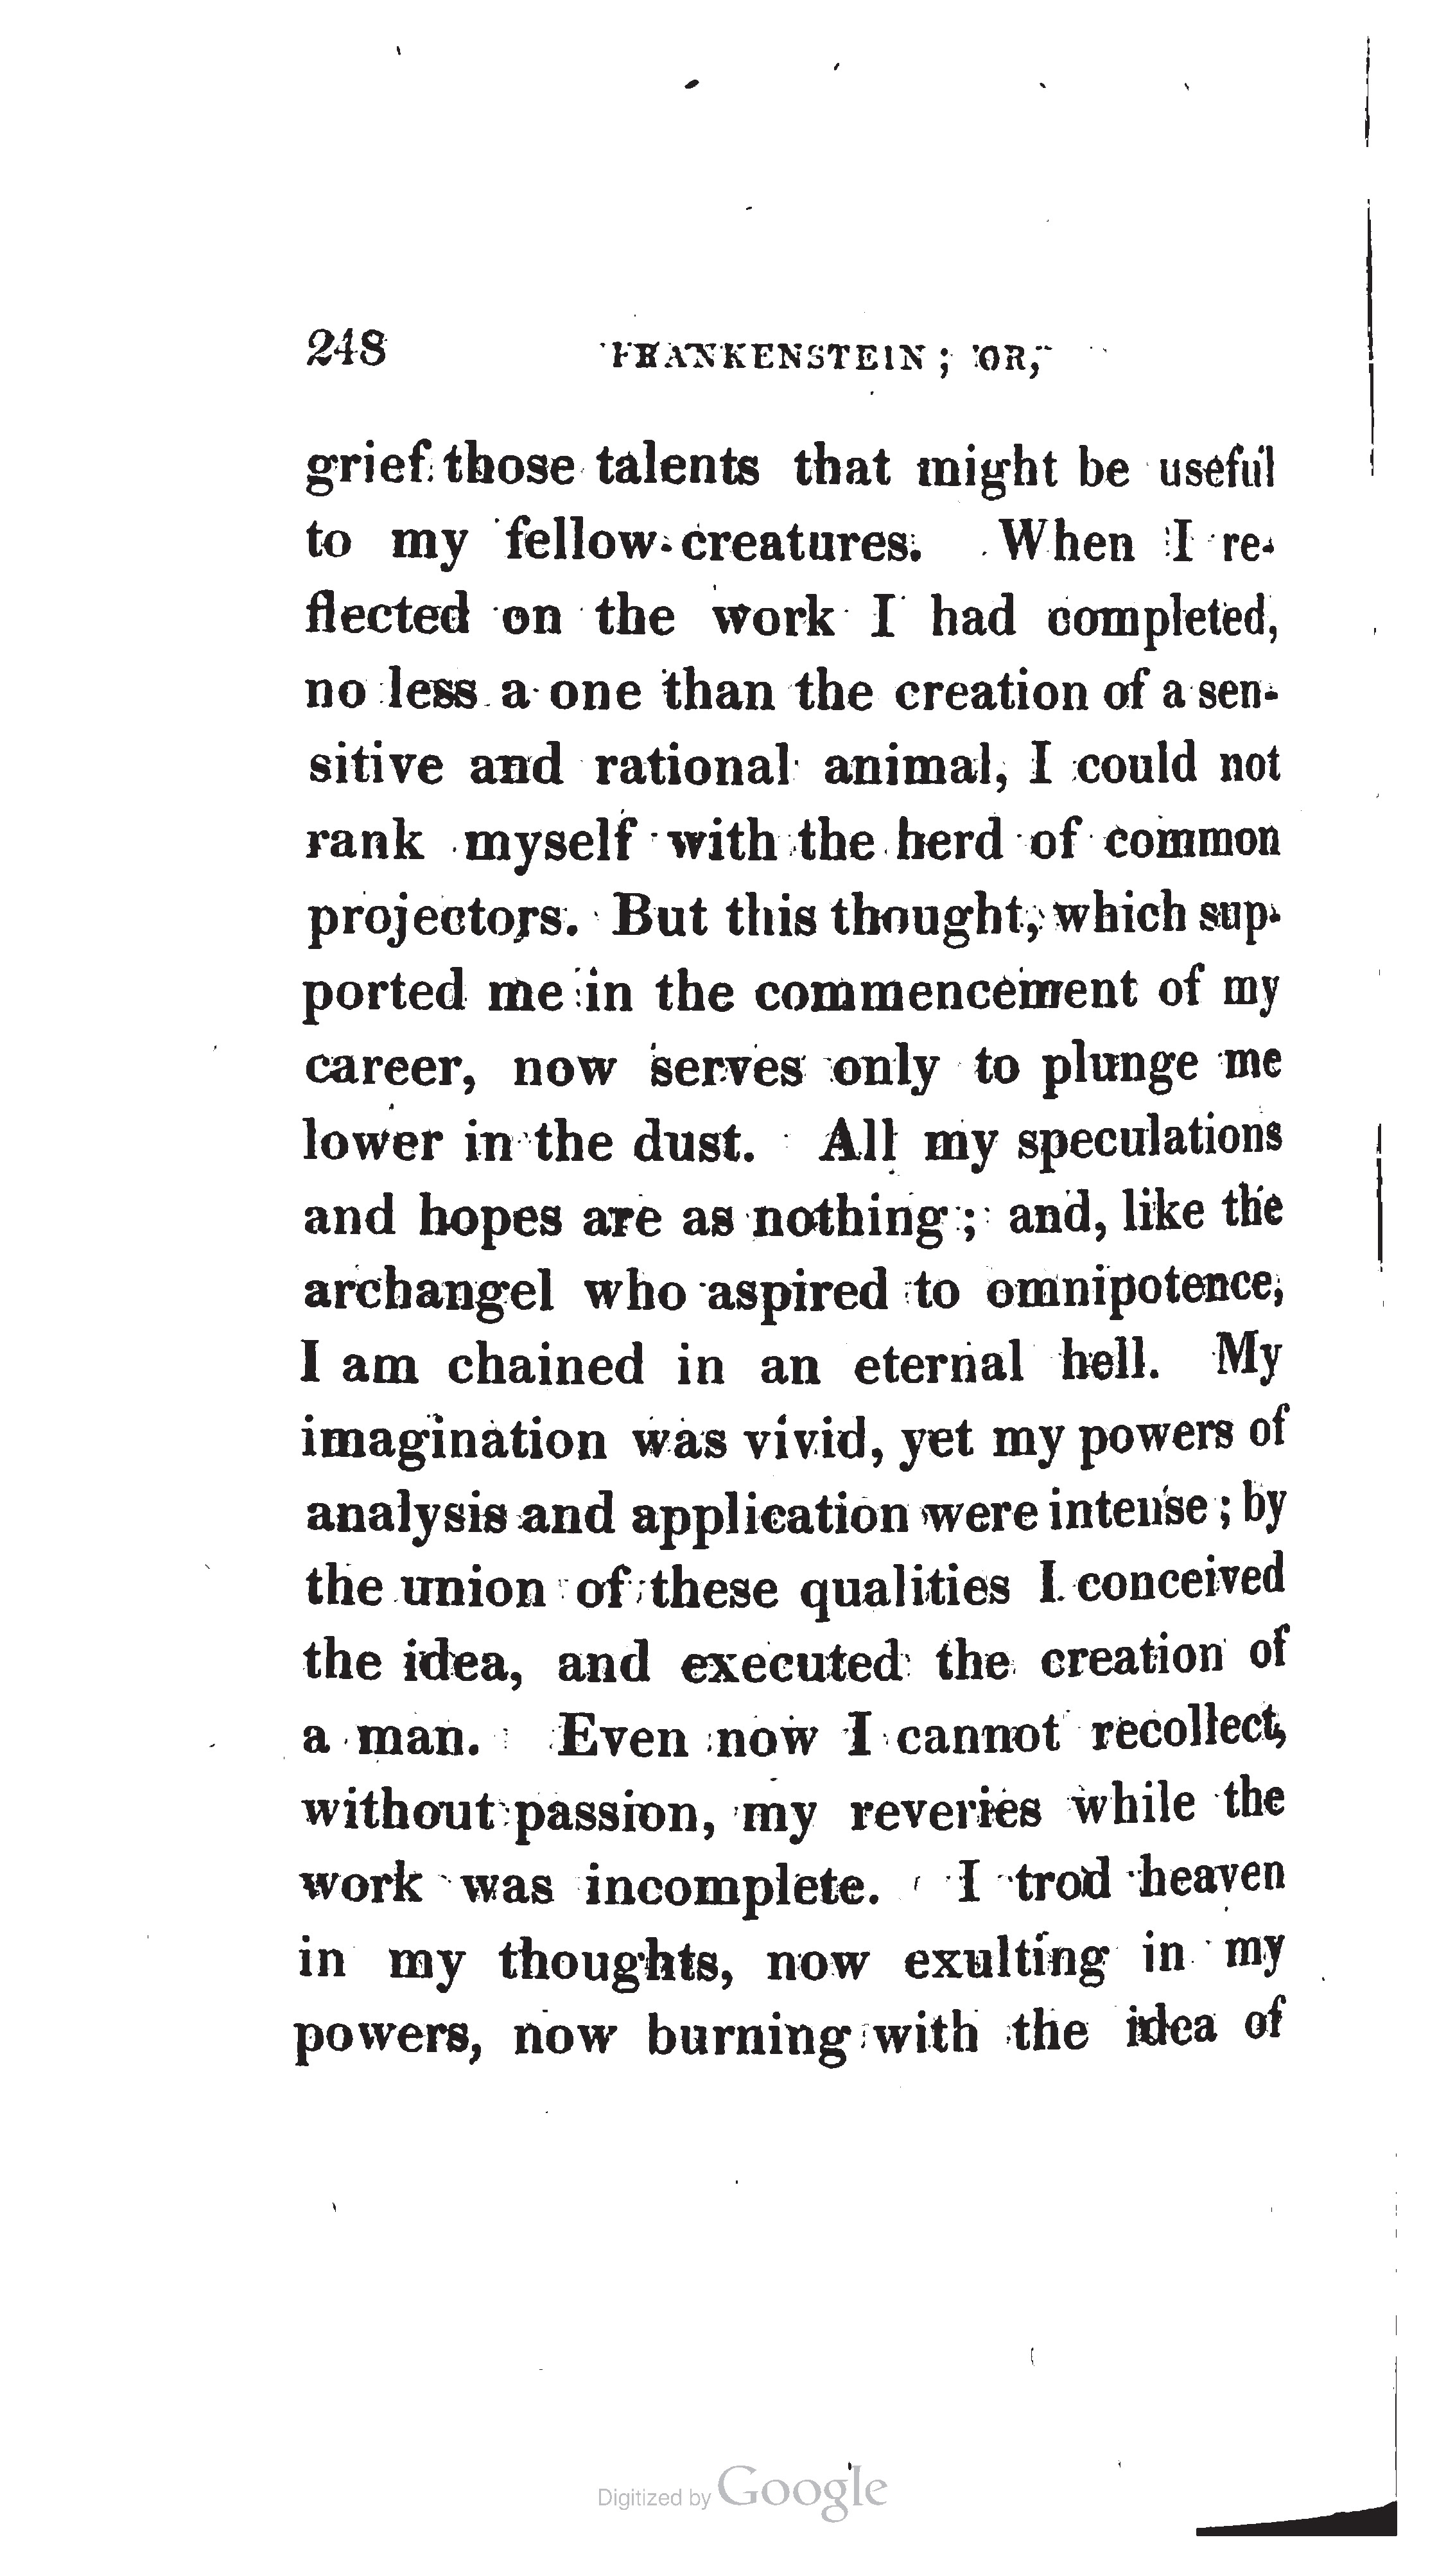 248 FRANKENSTEIN; OR,
grief those talents that might be useful
to my fellow-creatures. When I re-
flected on the work I had completed,
no less a one than the creation of a sen-
sitive and rational animal, I could not
rank myself with the herd of common
projectors. But this thought, which sup-
ported me in the commencement of my
career, now serves only to plunge me
lower in the dust. All my speculations
and hopes are as nothing; and, like the
archangel who aspired to omnipotence,
I am chained in an eternal hell. My
imagination was vivid, yet my powers of
analysis and application were intense; by
the union of these qualities I conceived
the idea, and executed the creation of
a man. Even now I cannot recollect,
without passion, my reveries while the
work was incomplete. I trod heaven
in my thoughts, now exulting in my
powers, now burning with the idea of
Digitized by Google